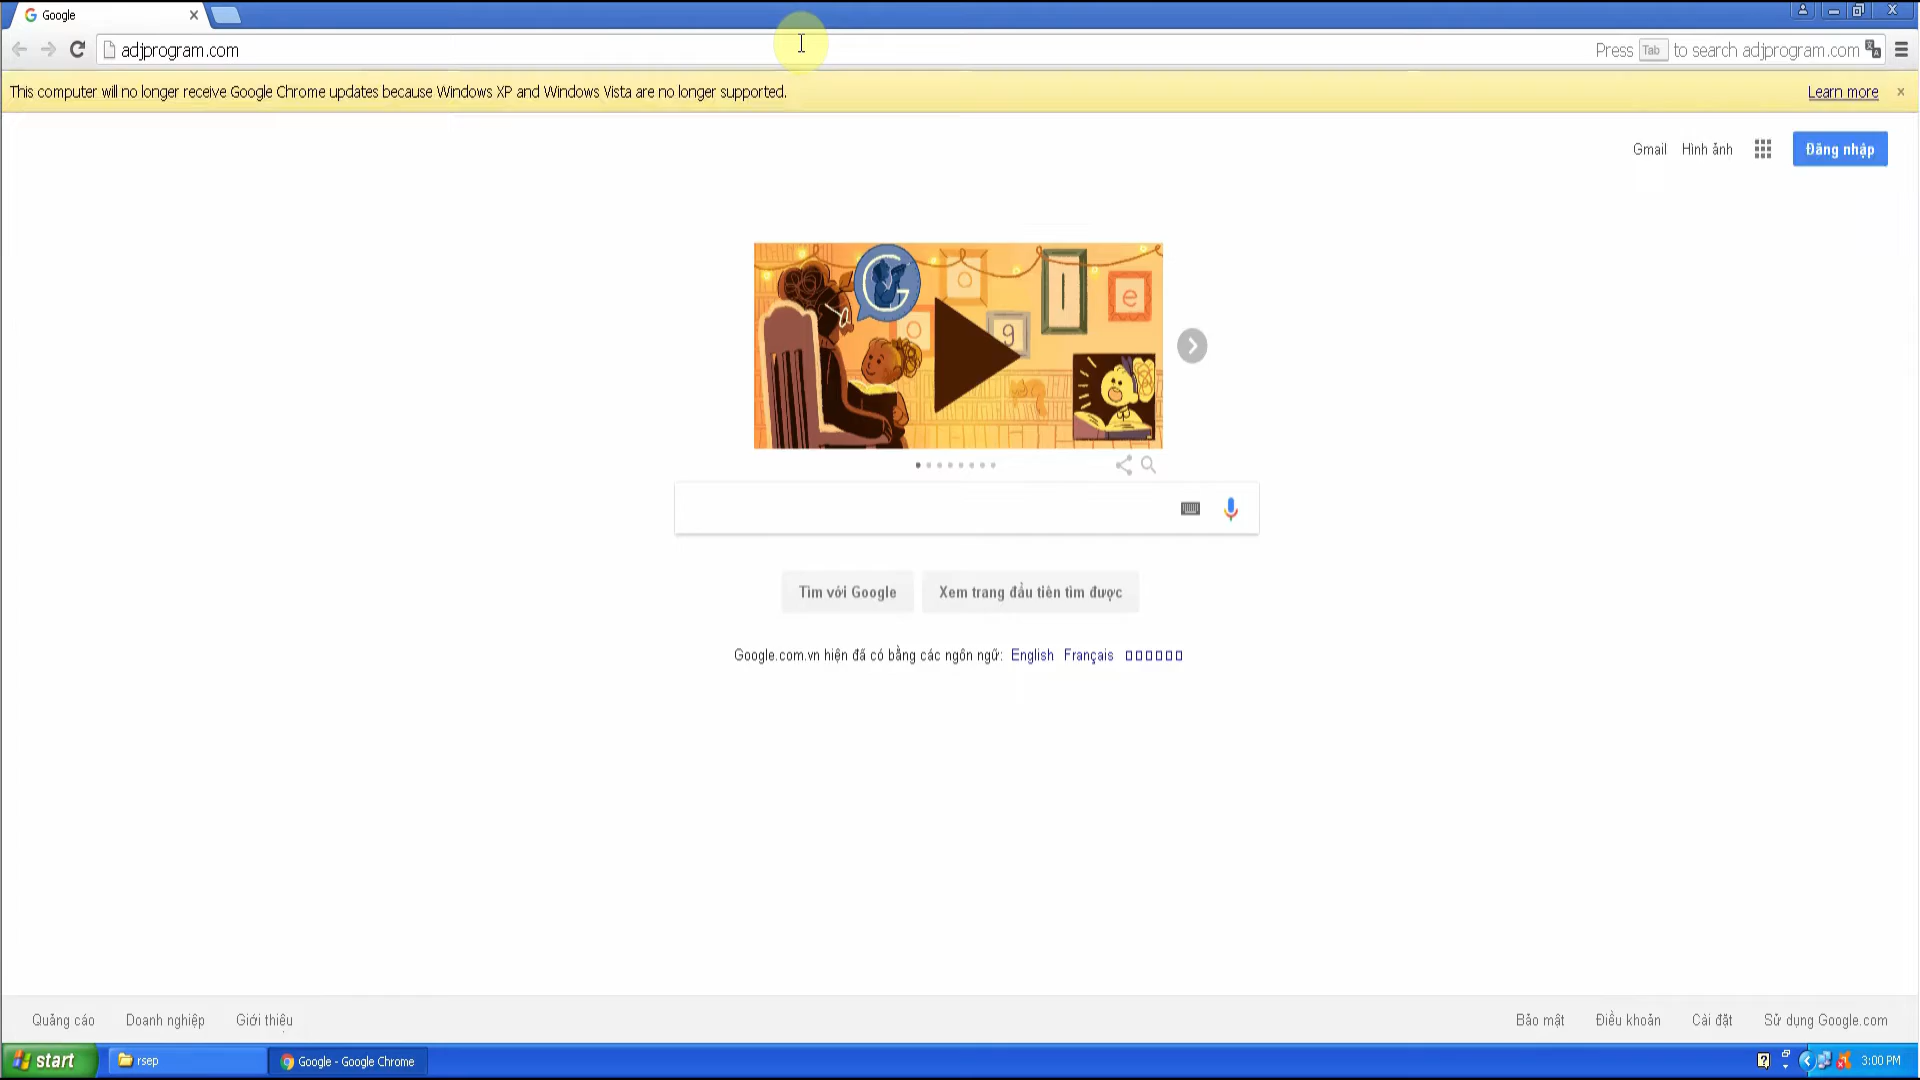 Google
adjprogram.com
Press Tab to search adjprogram.com
This computer will no longer receive Google Chrome updates because Windows XP and Windows Vista are no longer supported.
Learn more
Gmail Hình ảnh
Đăng nhập
G o o g l e
Tìm với Google
Xem trang đầu tiên tìm được
Google.com.vn hiện đã có bằng các ngôn ngữ: English Français
Quảng cáo Doanh nghiệp Giới thiệu
Bảo mật Điều khoản Cài đặt Sử dụng Google.com
start
rsep
Google - Google Chrome
3:00 PM